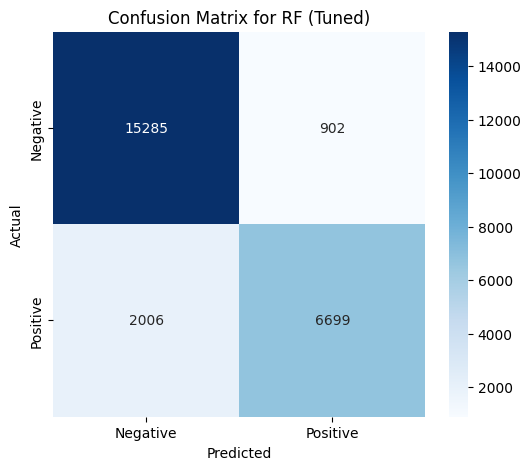 Confusion Matrix for RF (Tuned)
Actual
Negative
Positive
15285 902
2006 6699
Negative Positive
Predicted
14000
12000
10000
8000
6000
4000
2000